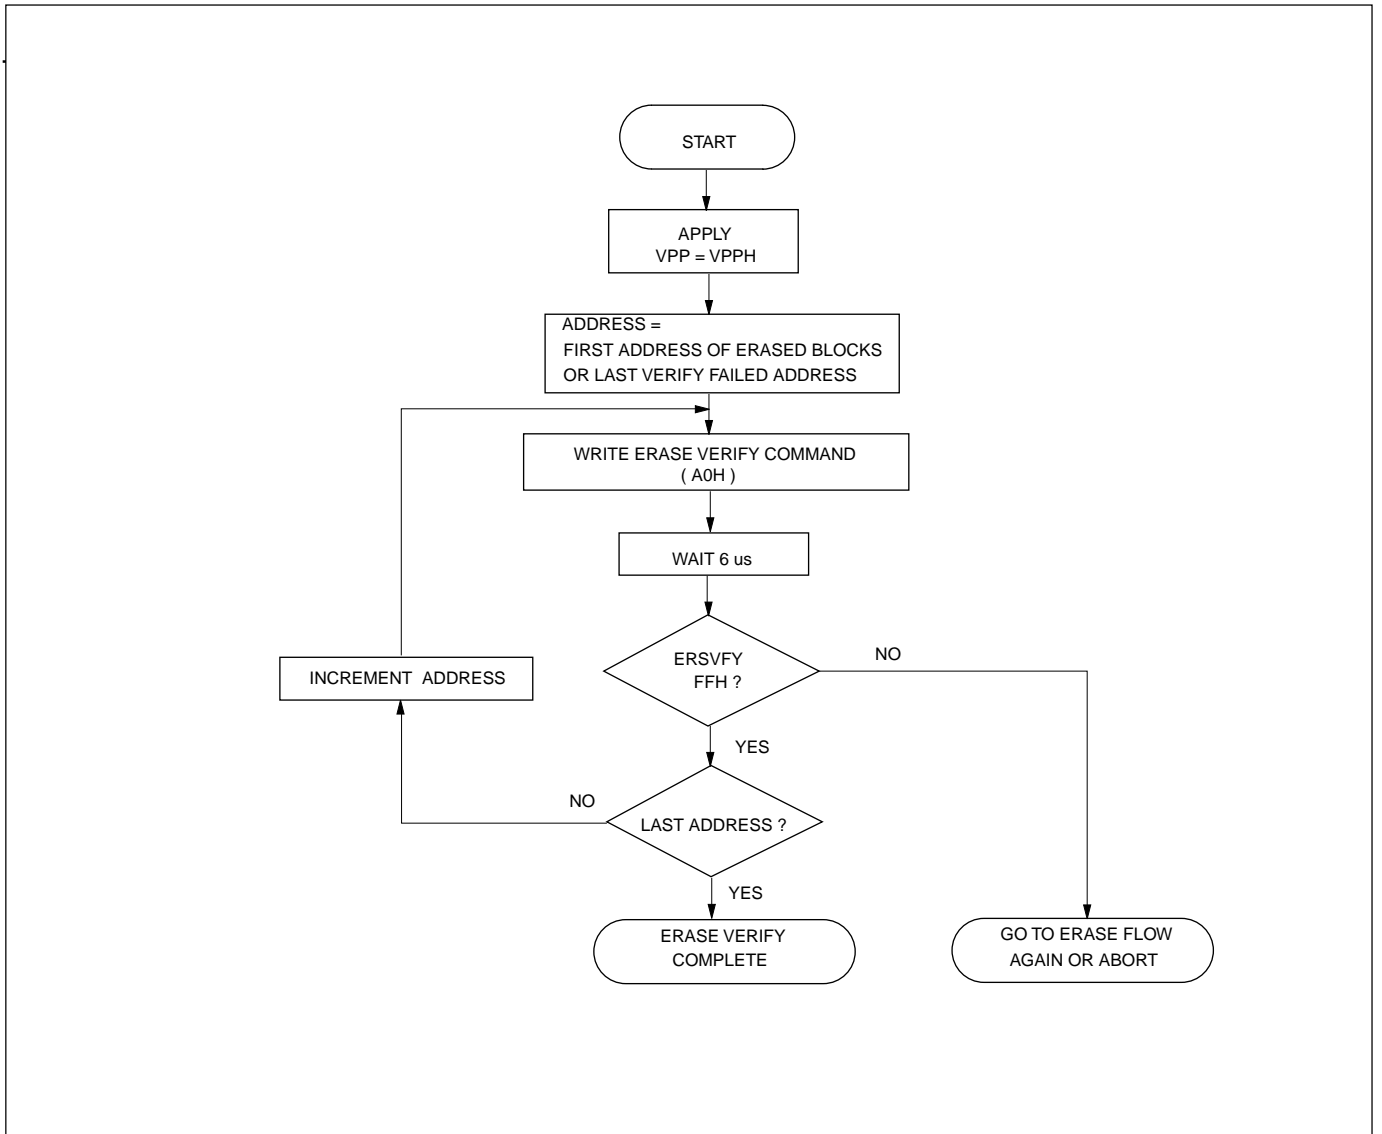 START
APPLY
VPP = VPPH
ADDRESS =
FIRST ADDRESS OF ERASED BLOCKS
OR LAST VERIFY FAILED ADDRESS
WRITE ERASE VERIFY COMMAND
( A0H )
WAIT 6 us
ERSVFY
FFH ?
NO
INCREMENT ADDRESS
YES
NO
LAST ADDRESS ?
YES
ERASE VERIFY
COMPLETE
GO TO ERASE FLOW
AGAIN OR ABORT